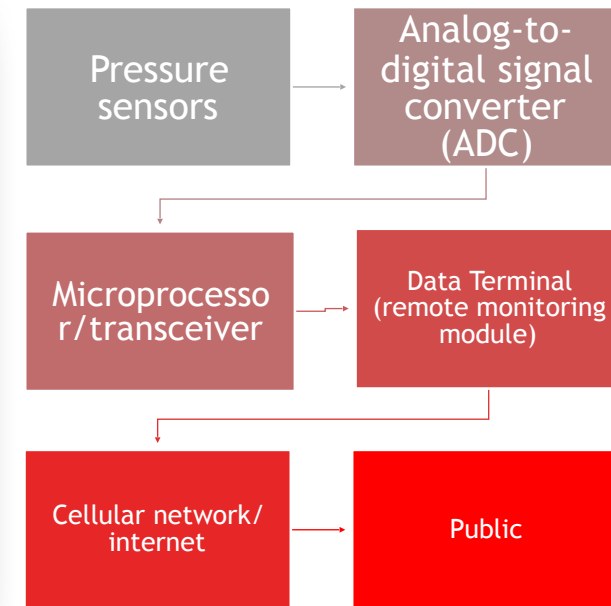 Pressure
sensors
Analog-to-
digital signal
converter
(ADC)
Microprocesso
r/transceiver
Data Terminal
(remote monitoring
module)
Cellular network/
internet
Public